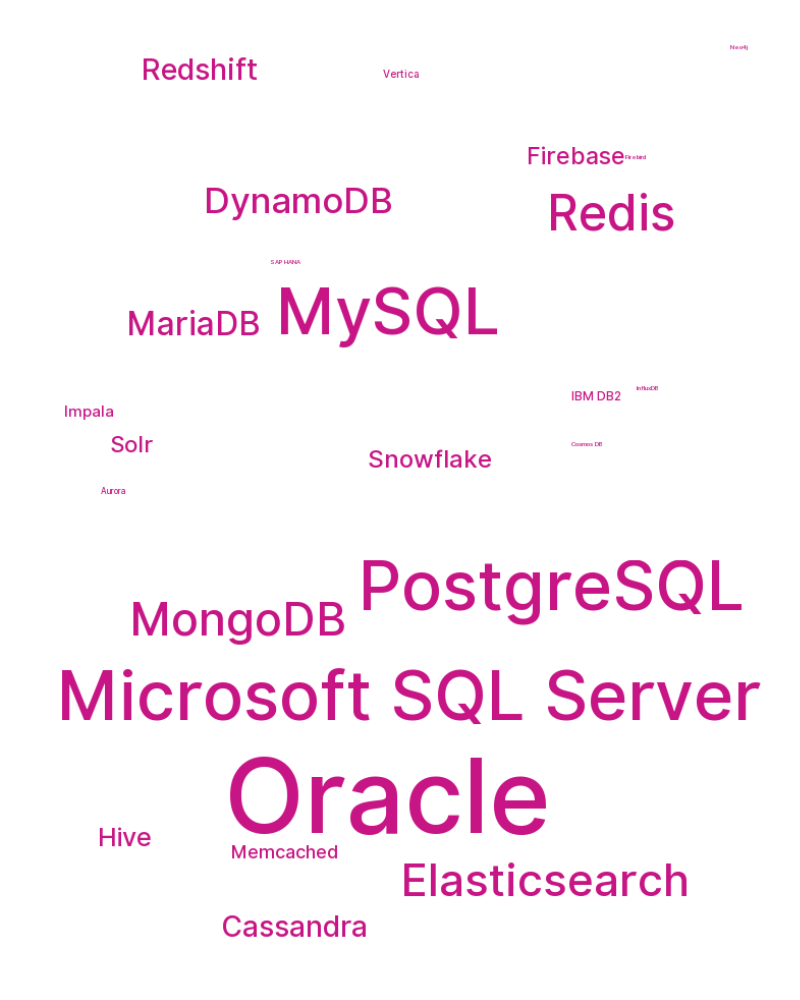 Neo4j
Redshift
Vertica
Firebase
Firebird
DynamoDB
Redis
SAP HANA
MySQL
MariaDB
InfluxDB
IBM DB2
Impala
Solr
Cosmos DB
Snowflake
Aurora
PostgreSQL
MongoDB
Microsoft SQL Server
Oracle
Hive
Memcached
Elasticsearch
Cassandra